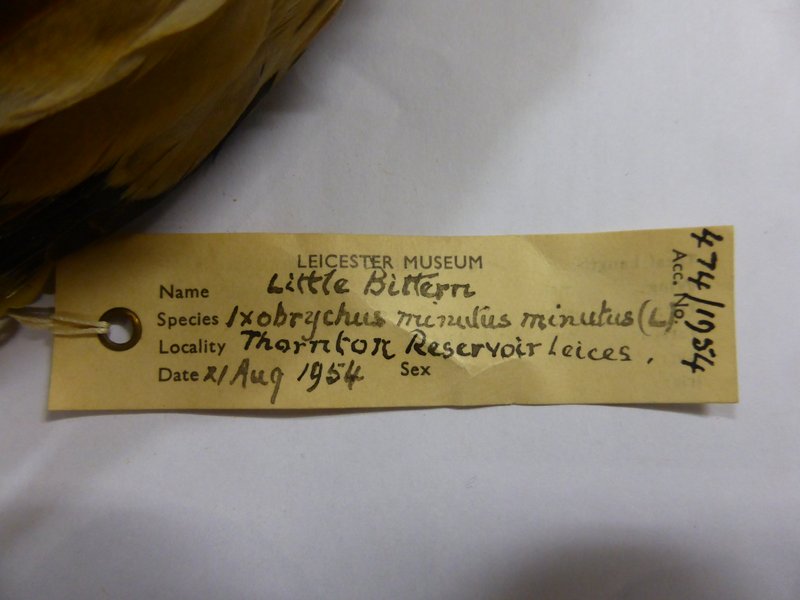 LEICESTER MUSEUM
Name Little Bittern
Species Ixobrychus minutus minutus (L)
Locality Thornton Reservoir Leices.
Date 21 Aug 1954 Sex
Acc. No. 474/1954